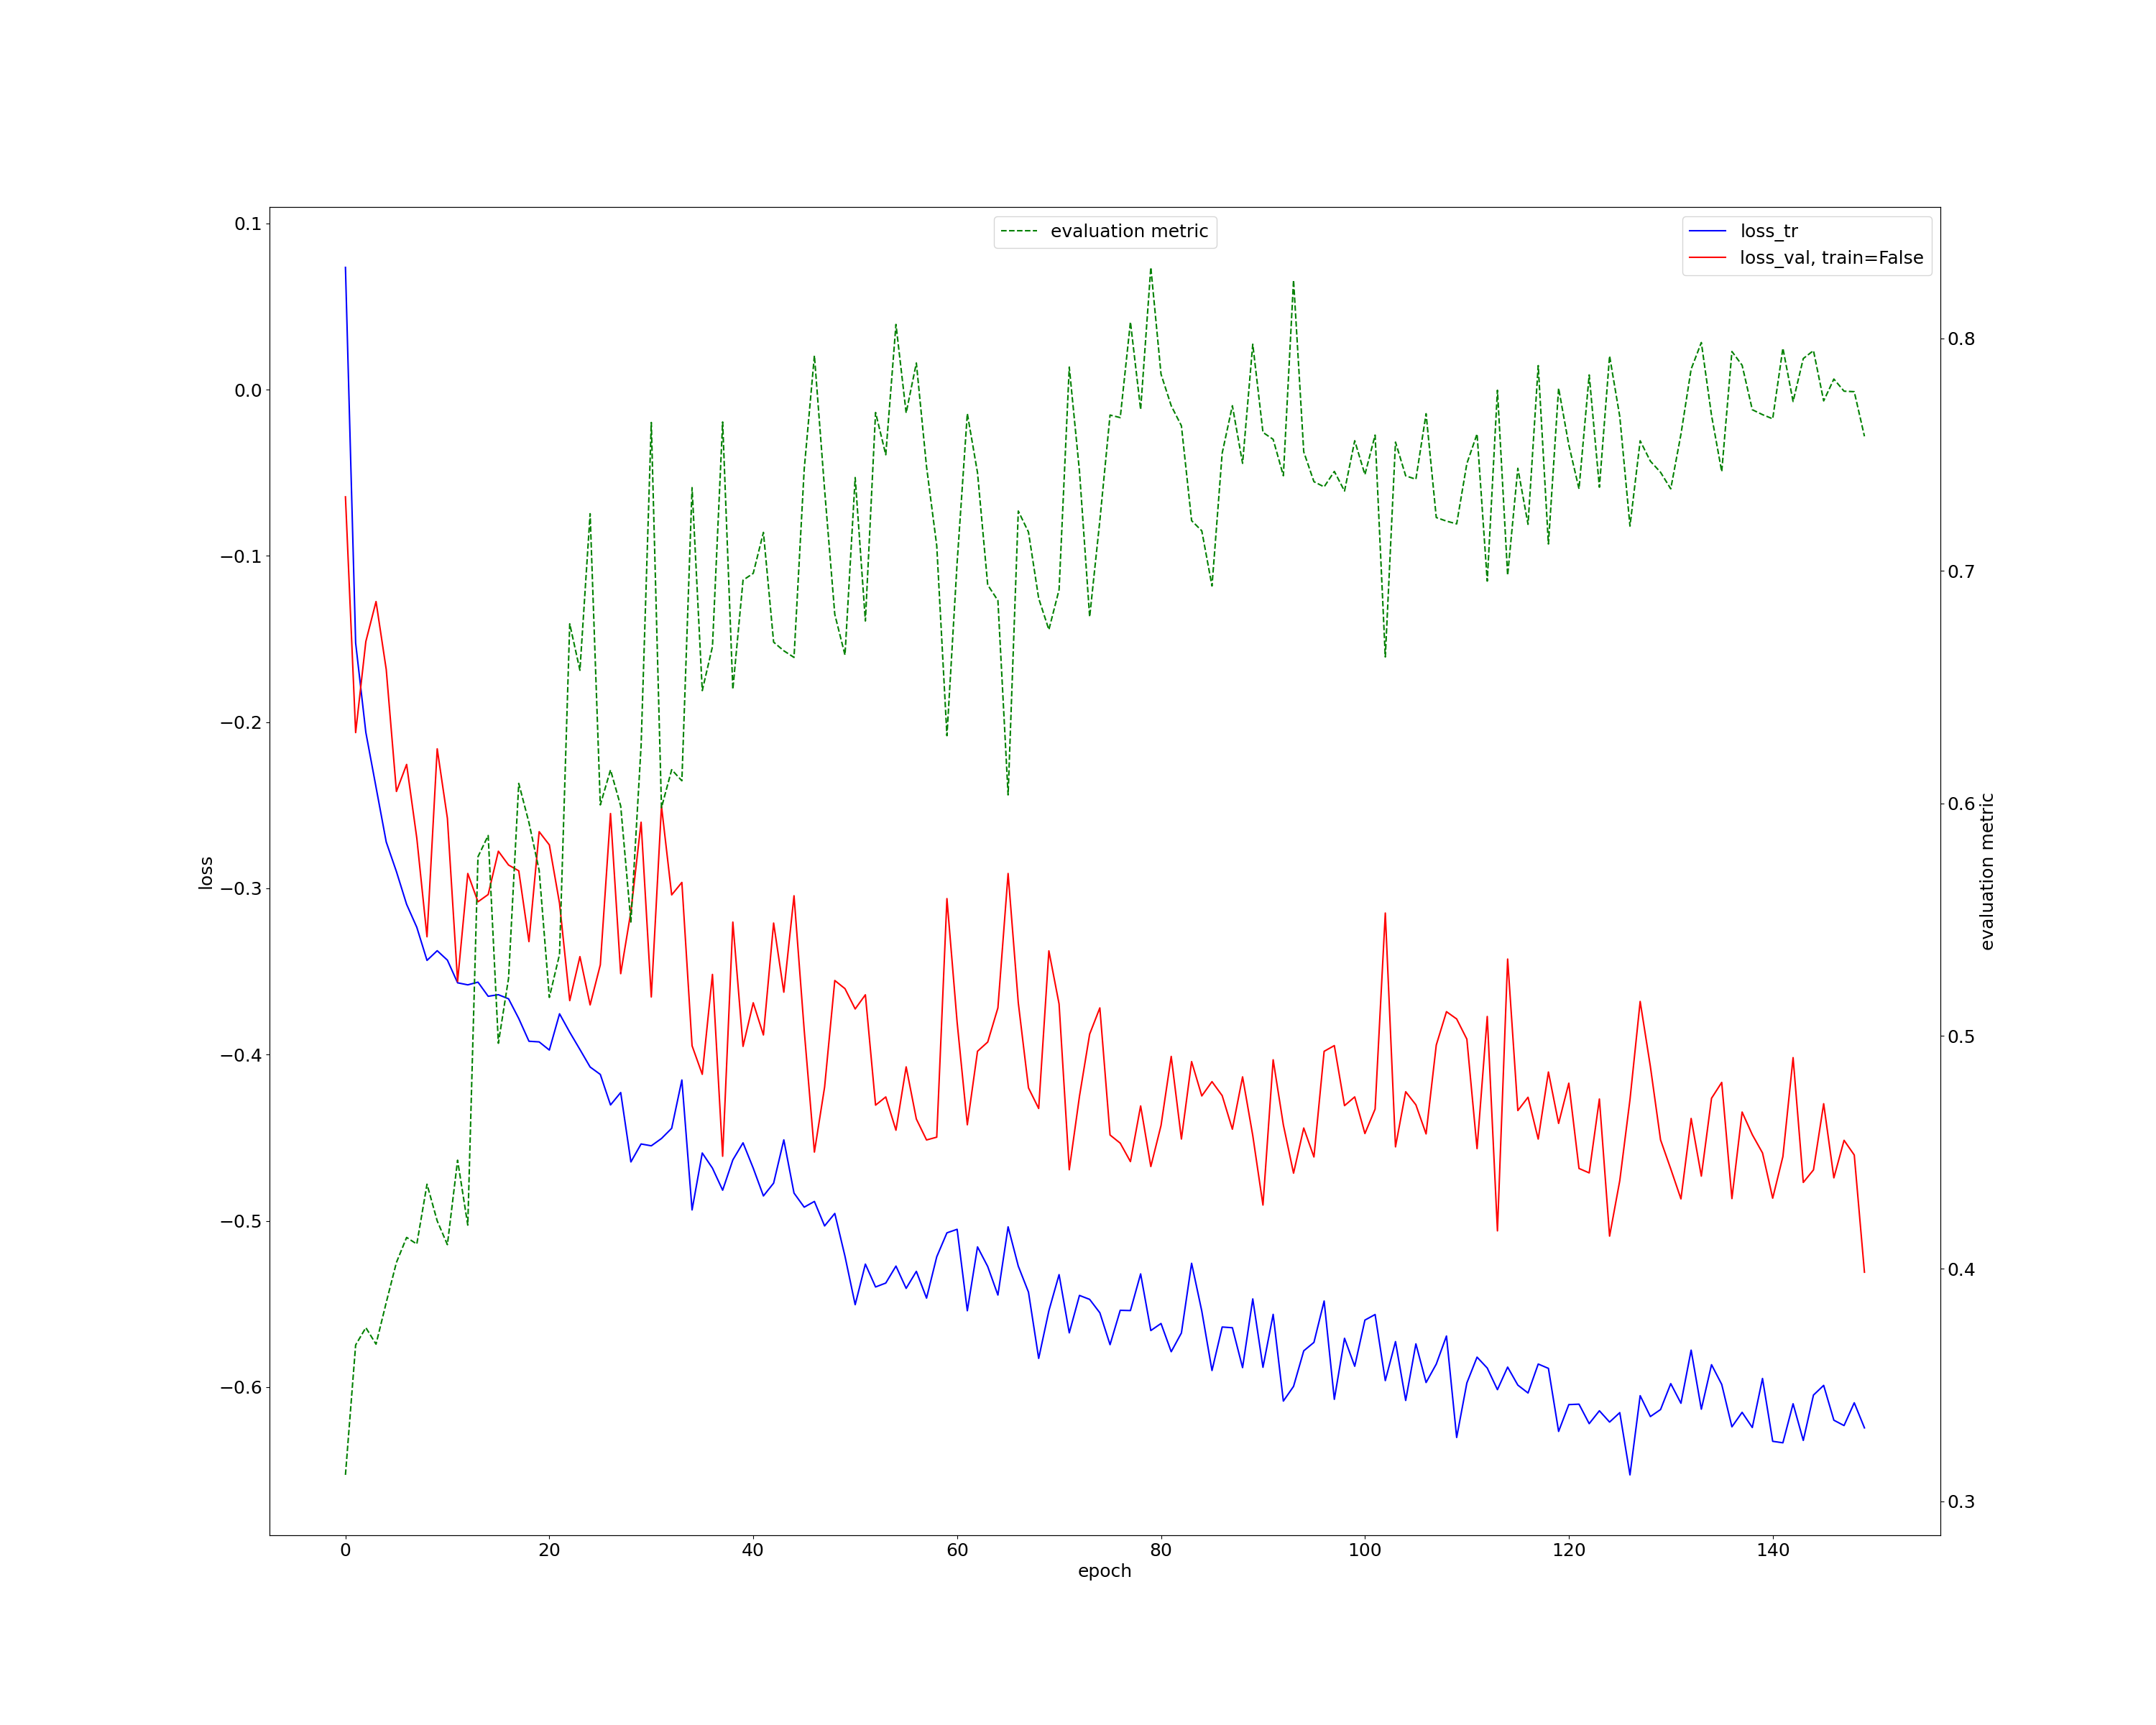 evaluation metric
loss_tr
loss_val, train=False
0.1
0.0
−0.1
−0.2
−0.3
−0.4
−0.5
−0.6
loss
0.8
0.7
0.6
0.5
0.4
0.3
evaluation metric
0 20 40 60 80 100 120 140
epoch